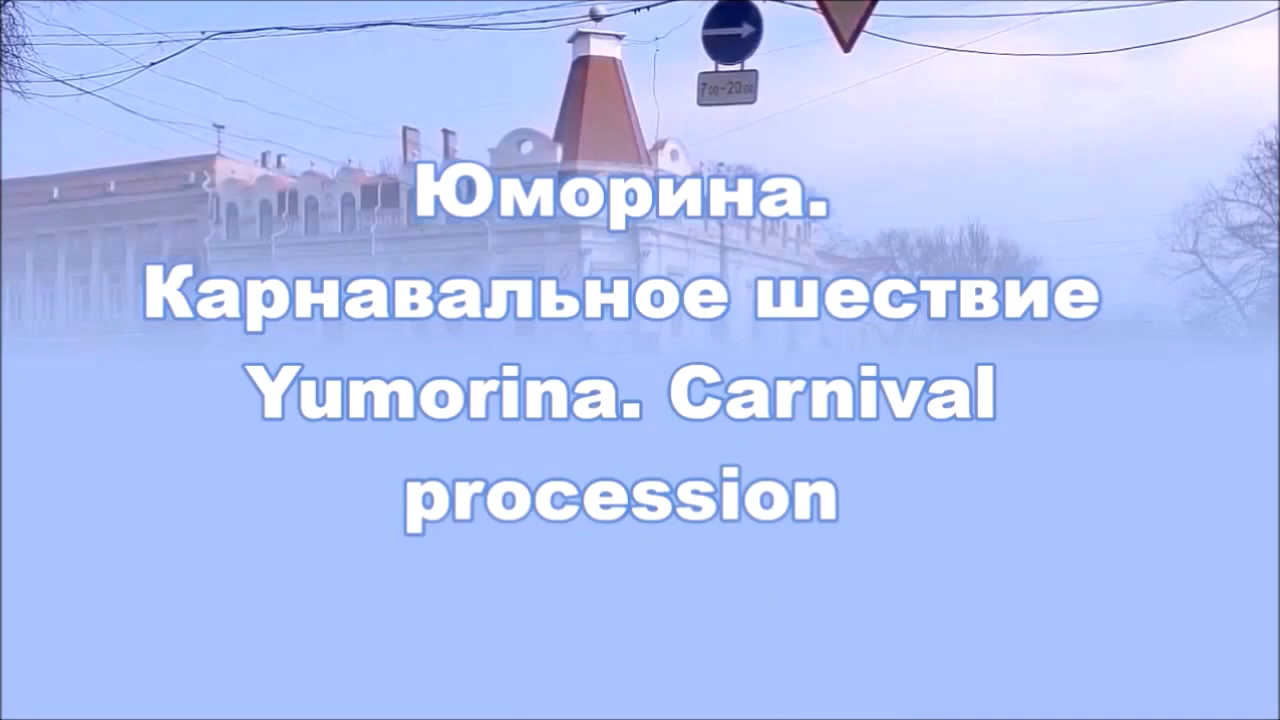 7⁰⁰-20⁰⁰
Юморина.
Карнавальное шествие
Yumorina. Carnival
procession